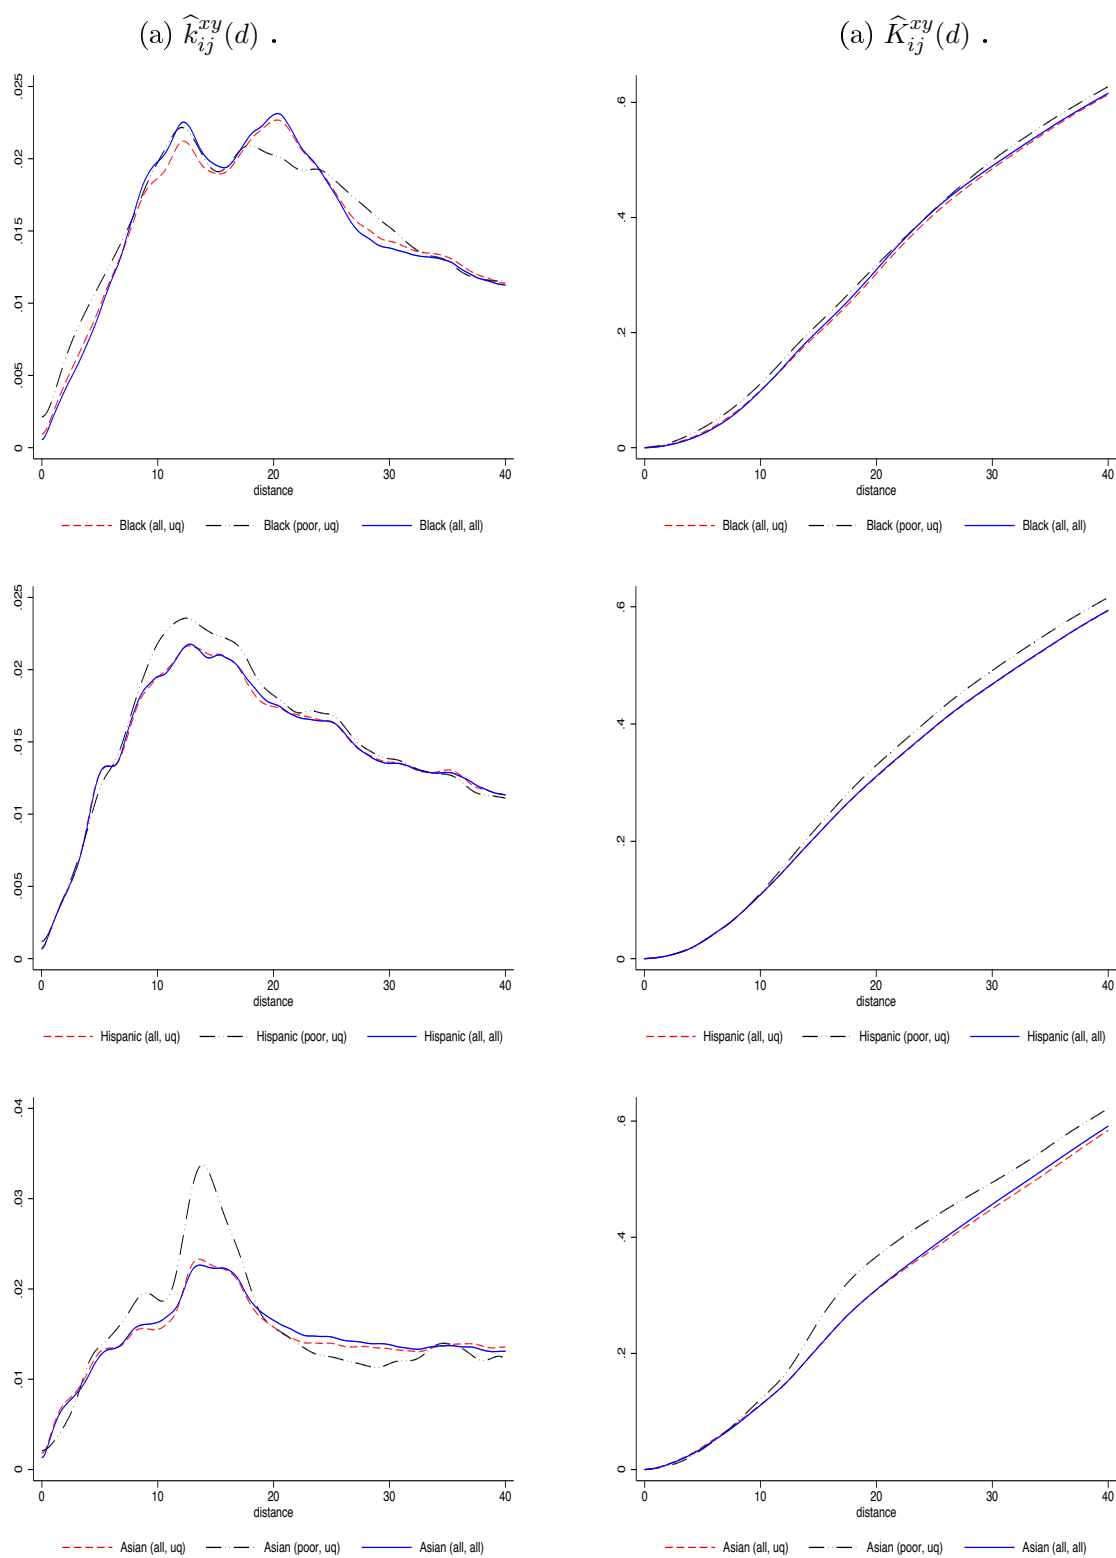 (a) $\widehat{k}_{ij}^{xy}(d)$ .
(a) $\widehat{K}_{ij}^{xy}(d)$ .
.025
.02
.015
.01
.005
0
0 10 20 30 40
distance
Black (all, uq) Black (poor, uq) Black (all, all)
.6
.4
.2
0
0 10 20 30 40
distance
Black (all, uq) Black (poor, uq) Black (all, all)
.025
.02
.015
.01
.005
0
0 10 20 30 40
distance
Hispanic (all, uq) Hispanic (poor, uq) Hispanic (all, all)
.6
.4
.2
0
0 10 20 30 40
distance
Hispanic (all, uq) Hispanic (poor, uq) Hispanic (all, all)
.04
.03
.02
.01
0
0 10 20 30 40
distance
Asian (all, uq) Asian (poor, uq) Asian (all, all)
.6
.4
.2
0
0 10 20 30 40
distance
Asian (all, uq) Asian (poor, uq) Asian (all, all)